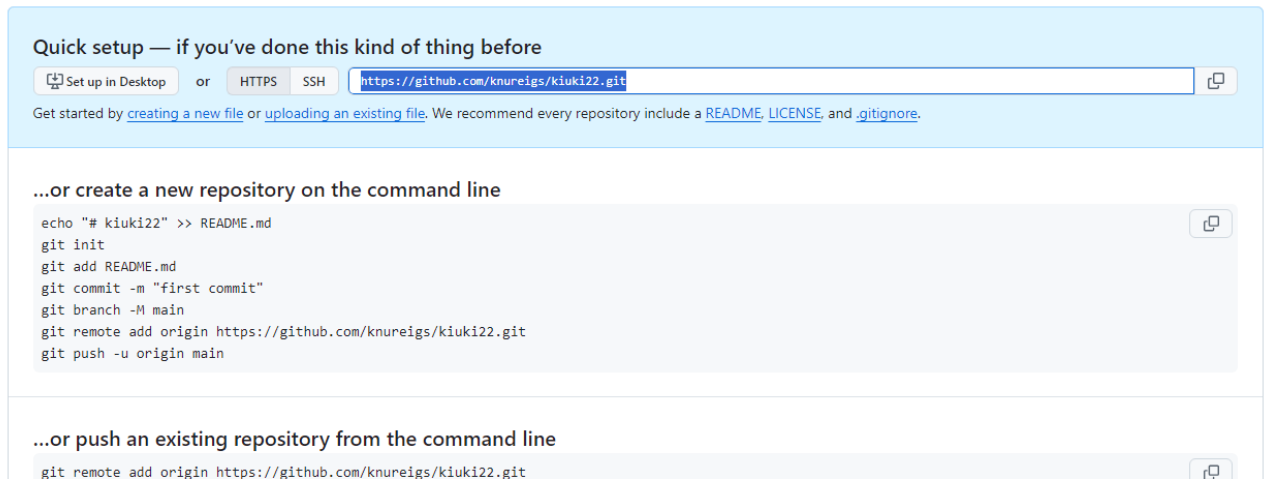 Quick setup — if you’ve done this kind of thing before
Set up in Desktop or HTTPS SSH https://github.com/knureigs/kiuki22.git
Get started by creating a new file or uploading an existing file. We recommend every repository include a README, LICENSE, and .gitignore.
…or create a new repository on the command line
echo "# kiuki22" >> README.md
git init
git add README.md
git commit -m "first commit"
git branch -M main
git remote add origin https://github.com/knureigs/kiuki22.git
git push -u origin main
…or push an existing repository from the command line
git remote add origin https://github.com/knureigs/kiuki22.git